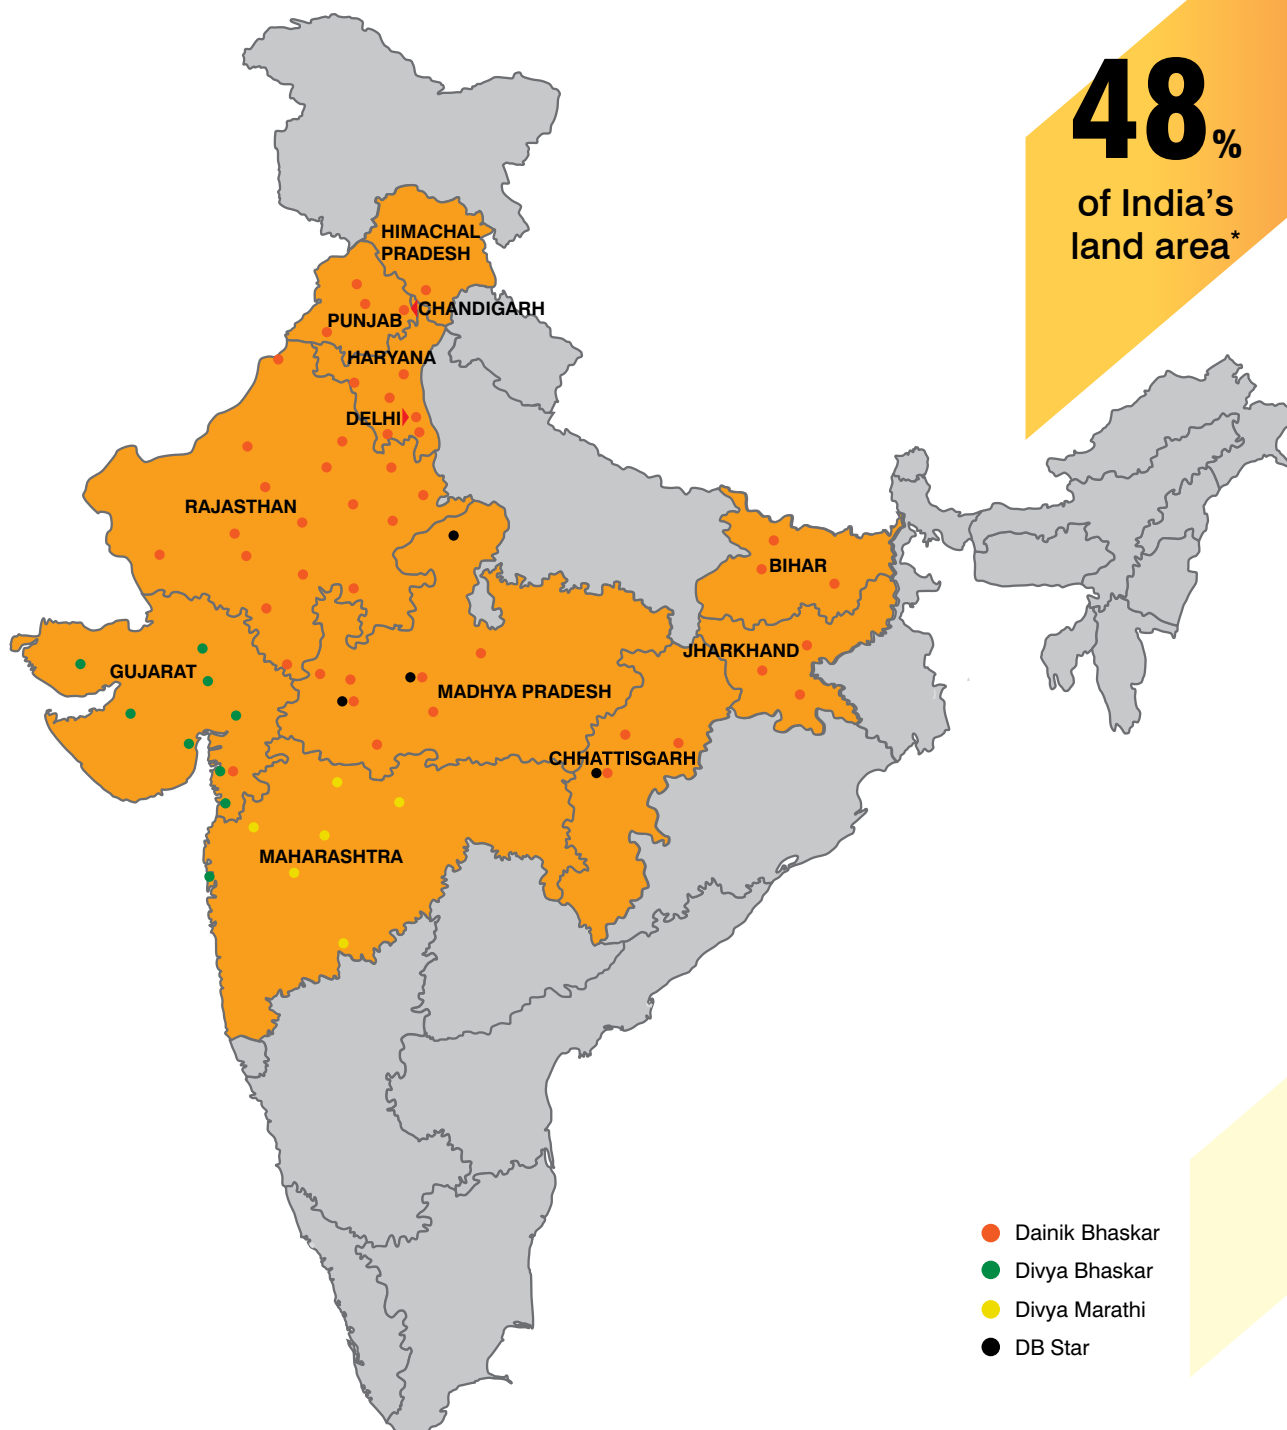 48%
of India's
land area*
HIMACHAL
PRADESH
CHANDIGARH
PUNJAB
HARYANA
DELHI
RAJASTHAN
BIHAR
JHARKHAND
GUJARAT
MADHYA PRADESH
CHHATTISGARH
MAHARASHTRA
Dainik Bhaskar
Divya Bhaskar
Divya Marathi
DB Star